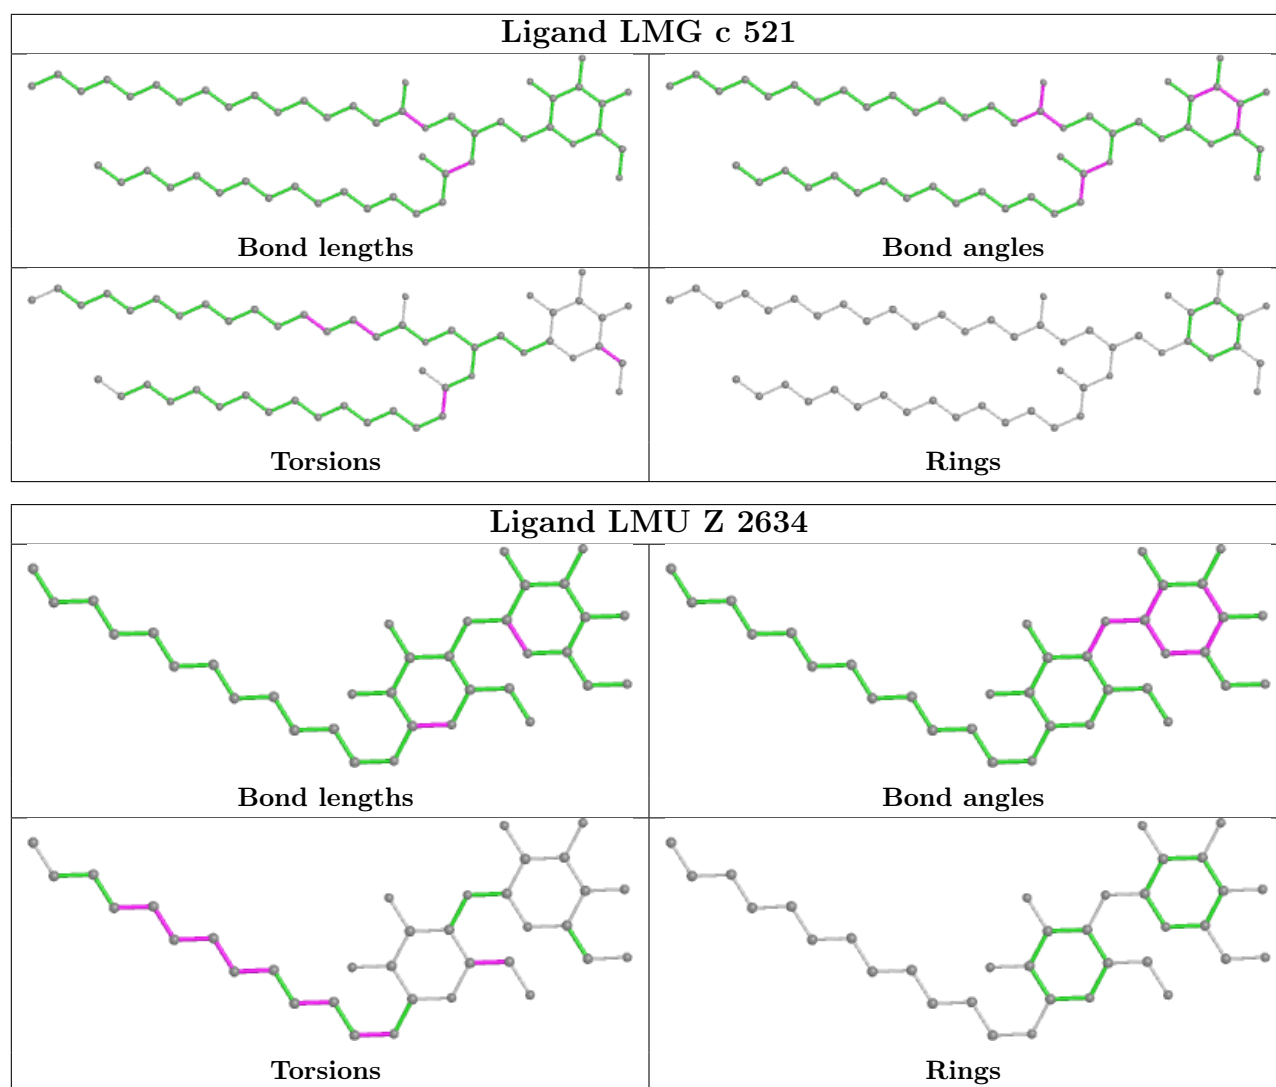 Ligand LMG c 521
Bond lengths
Bond angles
Torsions
Rings
Ligand LMU Z 2634
Bond lengths
Bond angles
Torsions
Rings